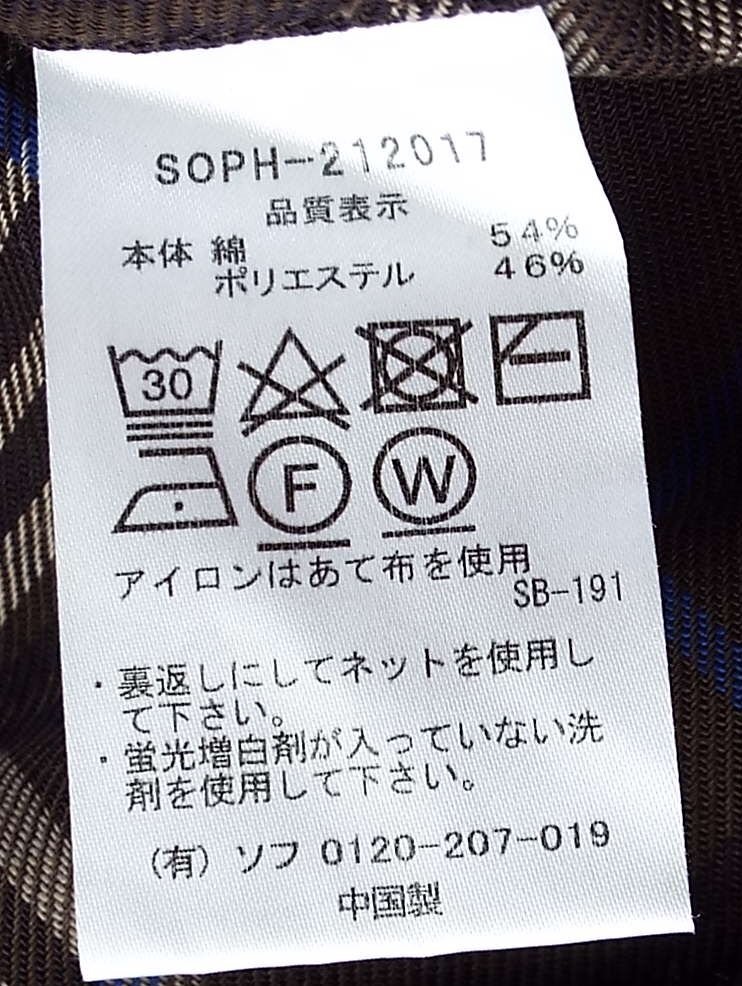 SOPH-212017
品質表示
本体 綿 54%
ポリエステル 46%
30
F W
アイロンはあて布を使用
SB-191
・裏返しにしてネットを使用し
て下さい。
・蛍光増白剤が入っていない洗
剤を使用して下さい。
(有) ソフ 0120-207-019
中国製